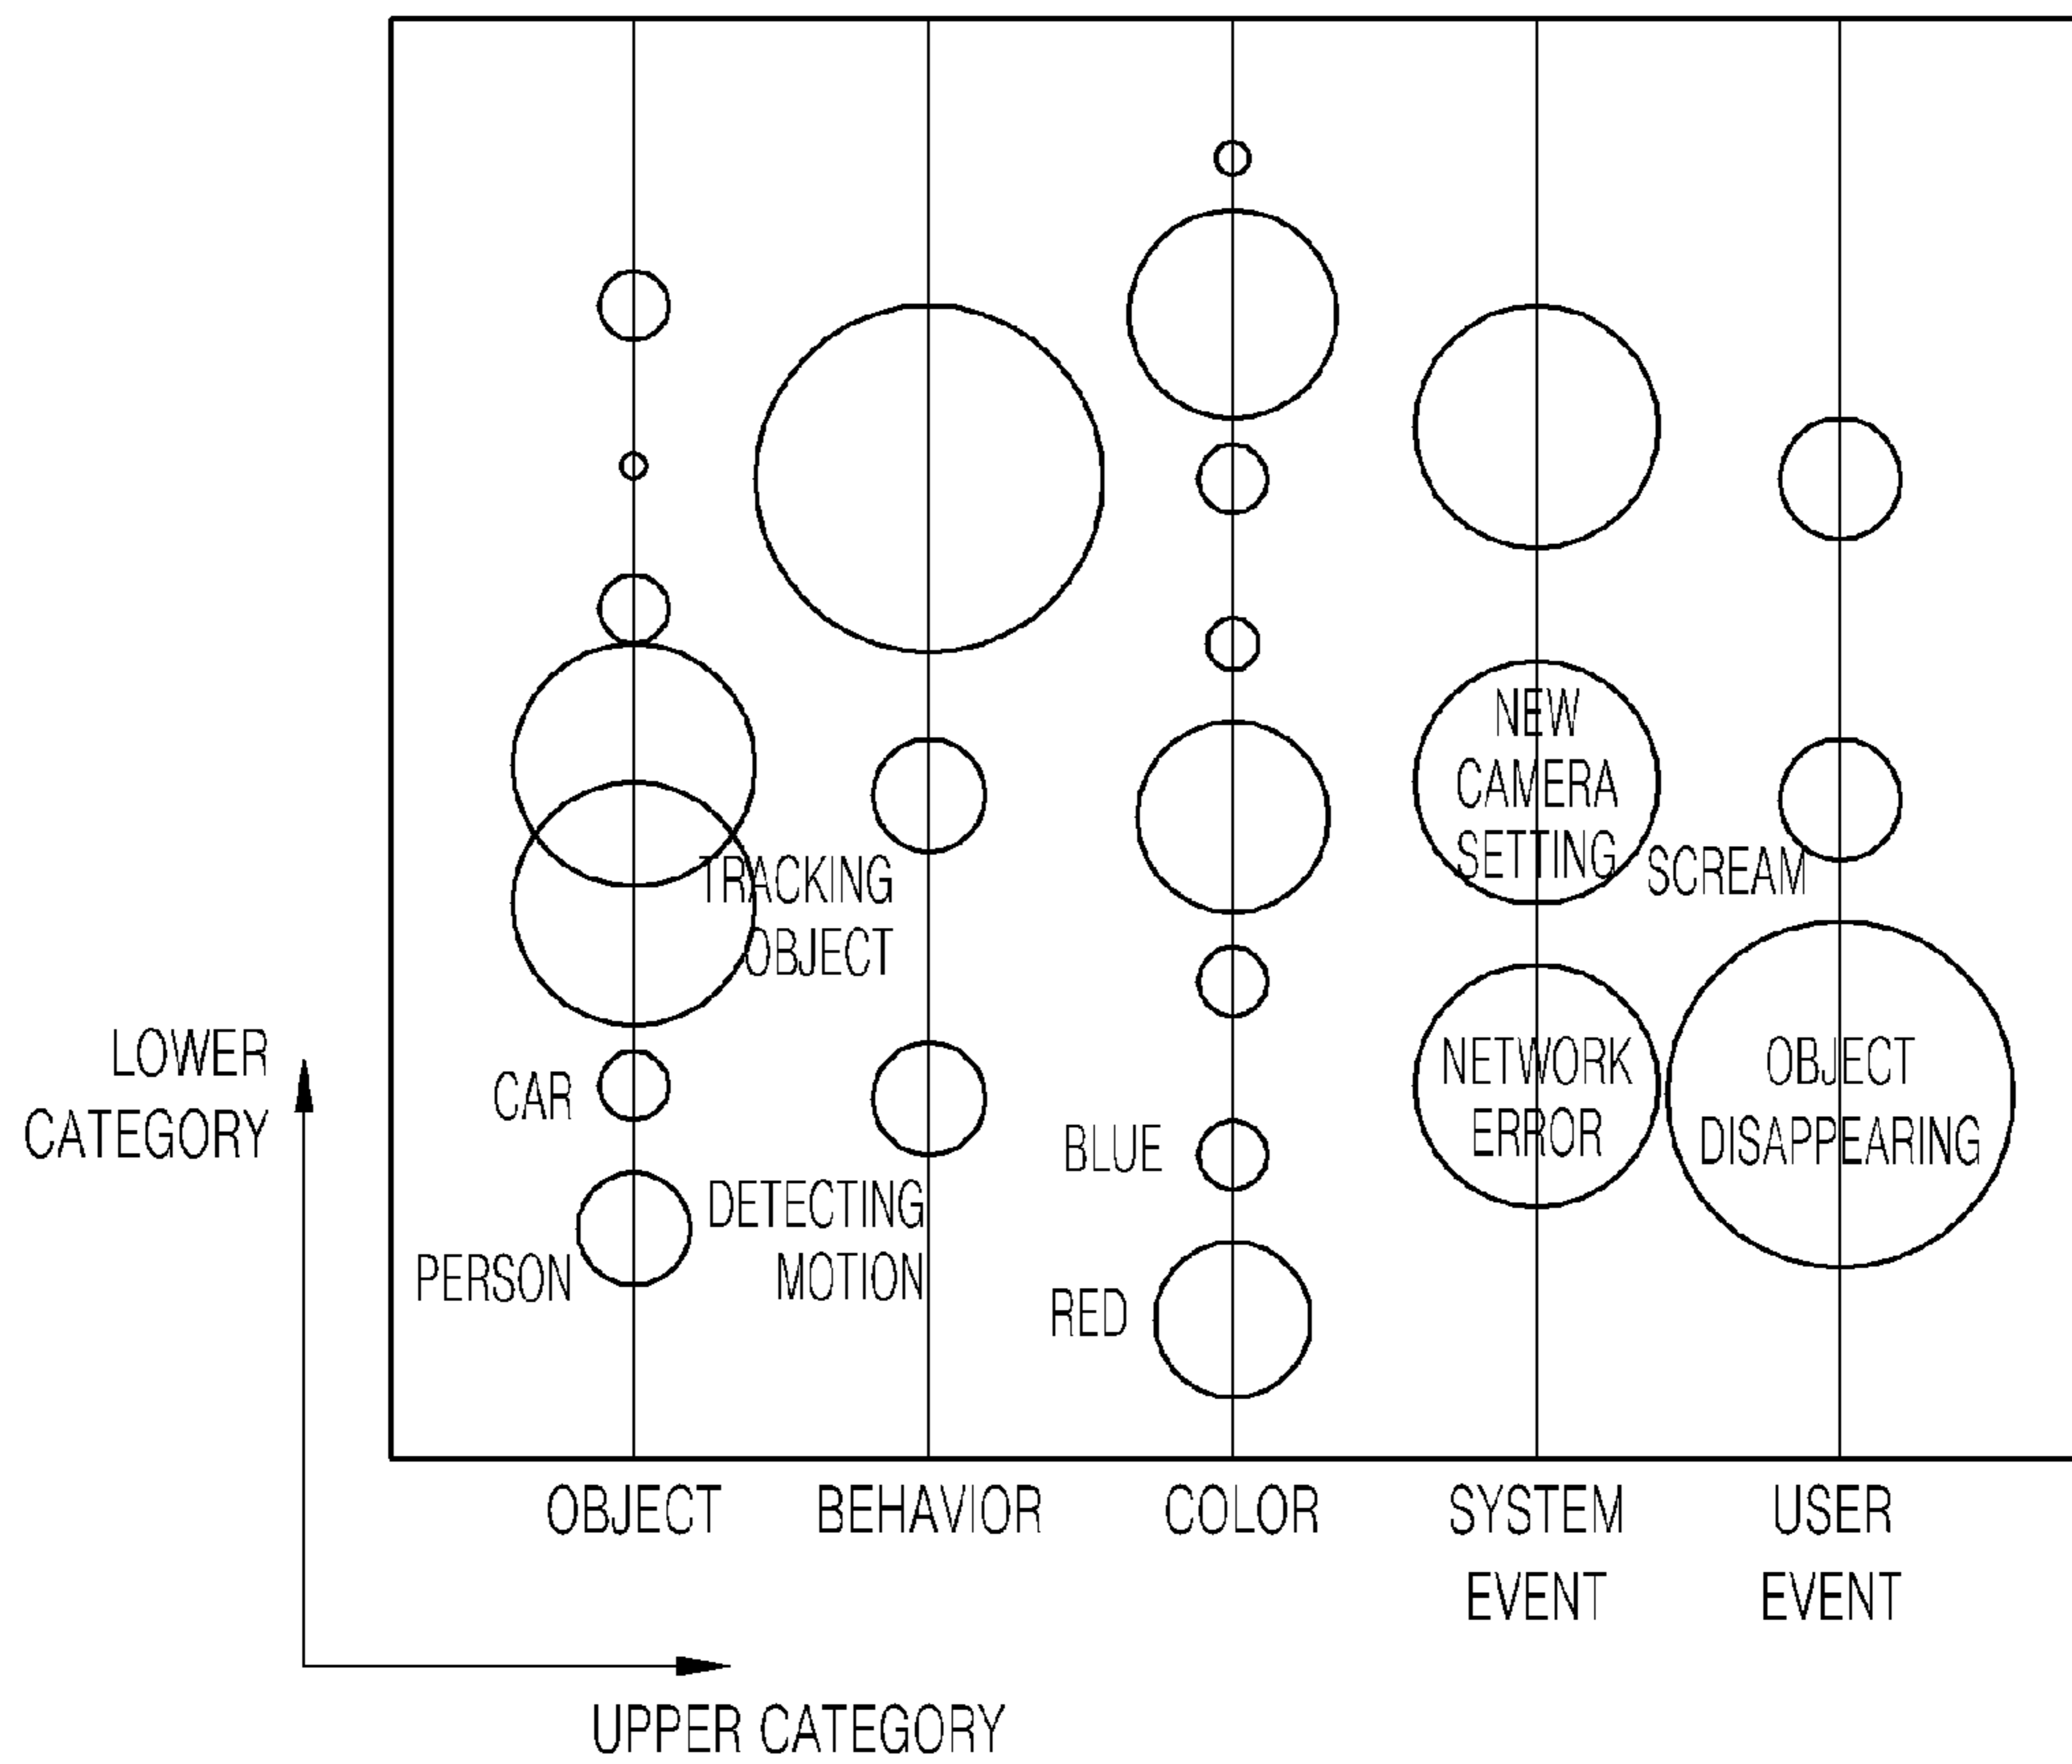 NEW
CAMERA
SETTING
SCREAM
TRACKING
OBJECT
LOWER
CATEGORY
CAR
NETWORK
ERROR
OBJECT
DISAPPEARING
BLUE
PERSON
DETECTING
MOTION
RED
OBJECT
BEHAVIOR
COLOR
SYSTEM
EVENT
USER
EVENT
UPPER CATEGORY